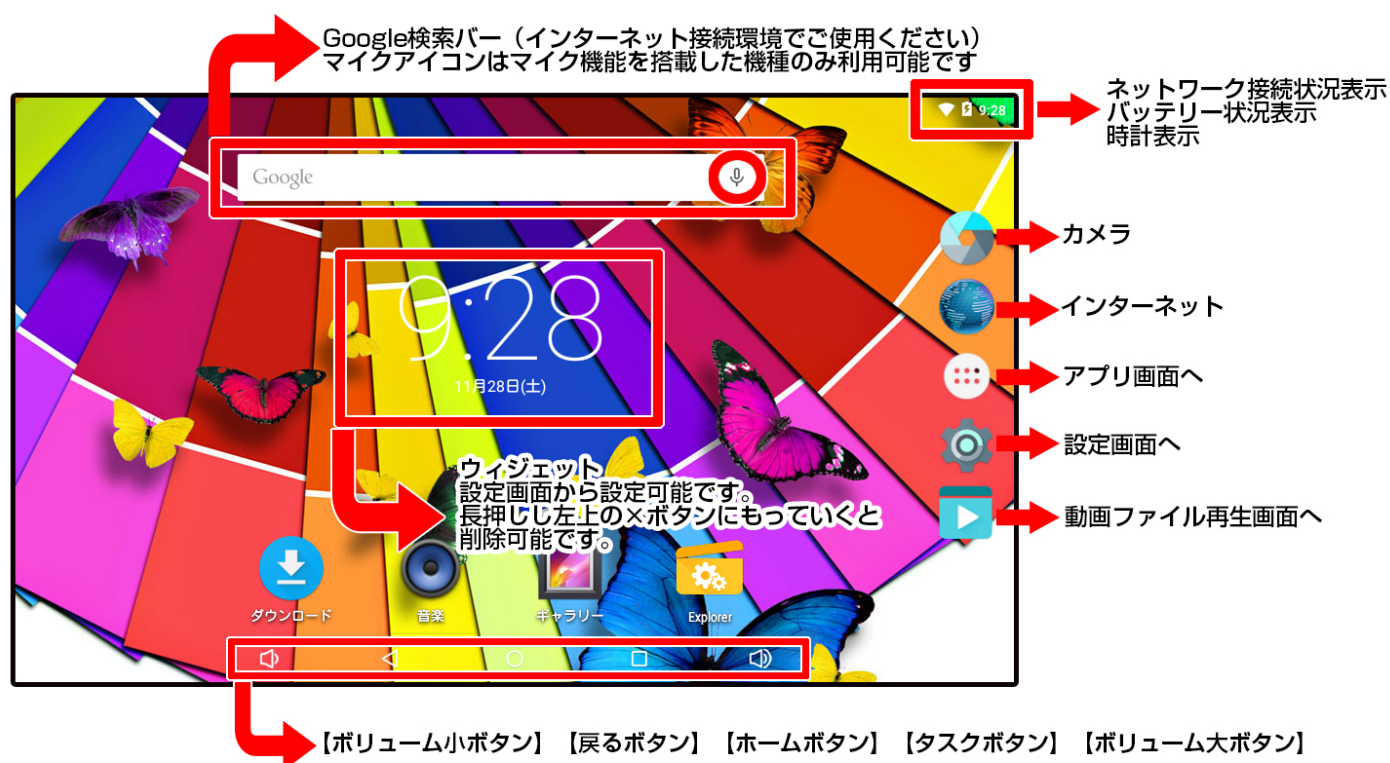 Google検索バー（インターネット接続環境でご使用ください）
マイクアイコンはマイク機能を搭載した機種のみ利用可能です
ネットワーク接続状況表示
バッテリー状況表示
時計表示
9:28
Google
カメラ
インターネット
9:28
11月28日(土)
アプリ画面へ
設定画面へ
ウィジェット
設定画面から設定可能です。
長押しし左上の×ボタンにもっていくと
削除可能です。
動画ファイル再生画面へ
ダウンロード 音楽 ギャラリー Explorer
【ボリューム小ボタン】【戻るボタン】【ホームボタン】【タスクボタン】【ボリューム大ボタン】